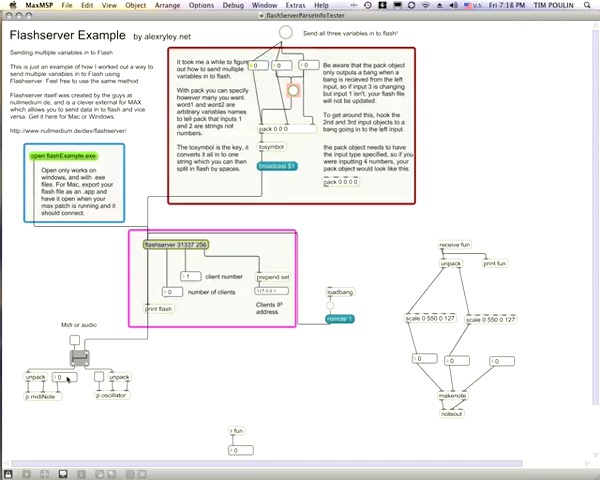 MaxMSP File Edit View Object Arrange Options Window Help U.S. Fri 7:18 PM TIM POULIN
flashServerParseInfoTester
Flashserver Example by alexryley.net
Send all three variables in to flash!
Sending multiple variables in to Flash
This is just an example of how I worked out a way to
send multiple variables in to Flash using
Flashserver Feel free to use the same method
Flashserver itself was created by the guys at
nullmedium.de, and is a clever external for MAX
which allows you to send data in to flash and vice
versa. Get it here for Mac or Windows.
http://www.nullmedium.de/dev/flashserver/
It took me a while to figure
out how to send multiple
variables in to flash.
With pack you can specify
however many you want.
word1 and word2 are
arbitrary variables names
to tell pack that inputs 1
and 2 are strings not
numbers.
The tosymbol is the key, it
converts it all in to one
string which you can then
split in flash by spaces.
0
0
0
pack 0 0 0
tosymbol
broadcast $1
Be aware that the pack object
only outputs a bang when a
bang is recieved from the left
input, so if input 3 is changing
but input 1 isn't, your flash file
will not be updated.
To get around this, hook the
2nd and 3rd input objects to a
bang going in to the left input.
the pack object needs to have
the input type specified, so if you
were inputting 4 numbers, your
pack object would look like this:
pack 0 0 0 0
open flashExample.exe
Open only works on
windows, and with .exe
files. For Mac, export your
flash file as an .app and
have it open when your
max patch is running and it
should connect.
flashserver 31337 256
1
client number
0
number of clients
prepend set
127.0.0.1
Clients IP
address
print flash
loadbang
remote 1
receive fun
unpack
print fun
scale 0 550 0 127
scale 0 550 0 127
0
0
0
makenote
noteout
Midi or audio
unpack
0
unpack
p midiNote
p oscillator
r fun
0